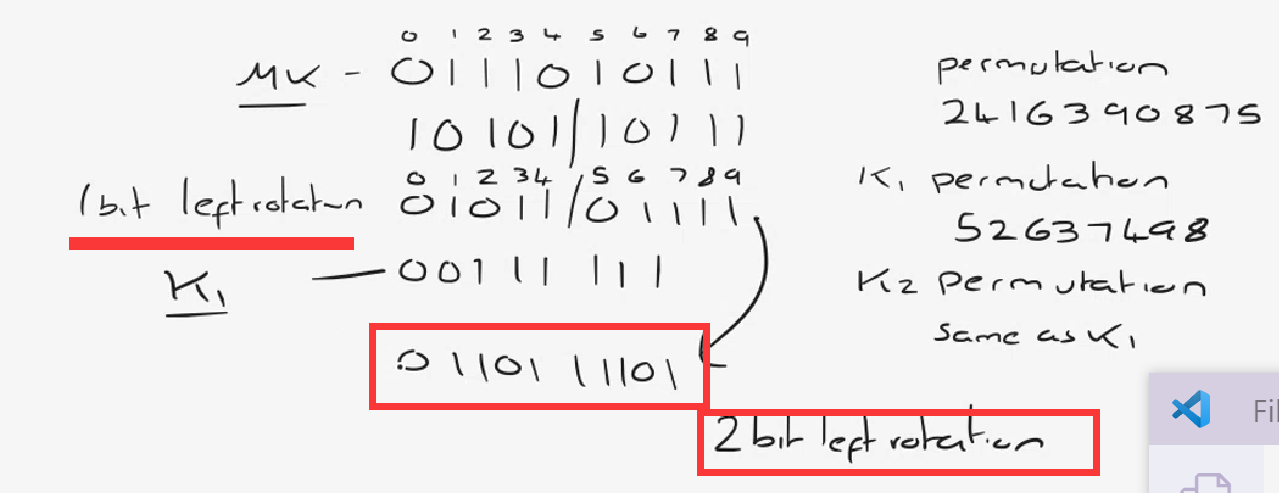 0 1 2 3 4 5 6 7 8 9
MK - 0 1 1 1 0 1 0 1 1 1
1 0 1 0 1 / 1 0 1 1 1
0 1 2 3 4 5 6 7 8 9
1 bit left rotatun 0 1 0 1 1 / 0 1 1 1 1
K1 — 0 0 1 1 1 1 1 1
0 1 1 0 1 1 1 1 0 1
2 bit left rotation
permutation
2 4 1 6 3 9 0 8 7 5
K1 permutation
5 2 6 3 7 4 9 8
K2 permutation
same as K1
Fil